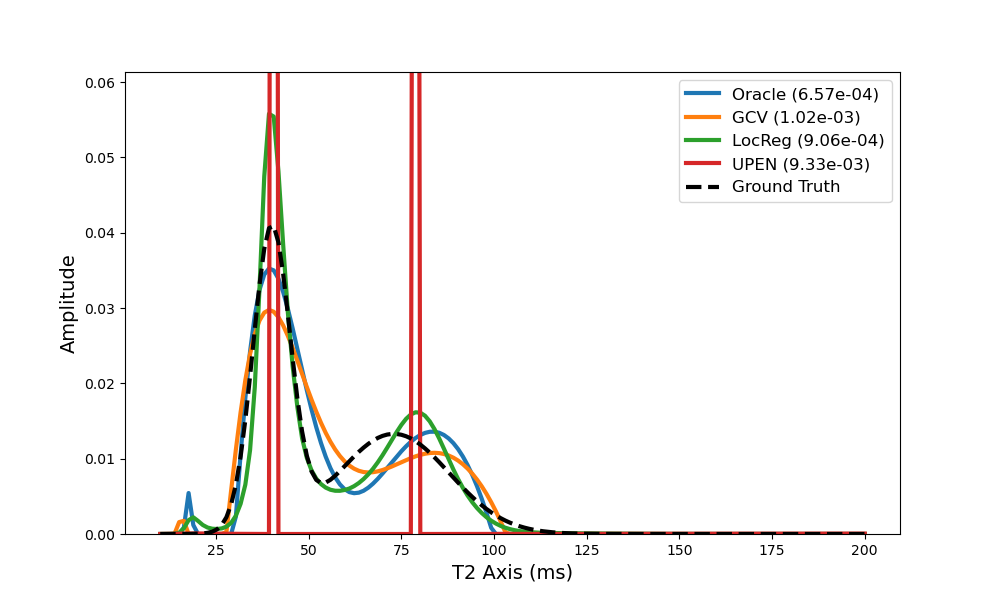 0.06
0.05
0.04
0.03
0.02
0.01
0.00
Amplitude
25
50
75
100
125
150
175
200
T2 Axis (ms)
Oracle (6.57e-04)
GCV (1.02e-03)
LocReg (9.06e-04)
UPEN (9.33e-03)
Ground Truth